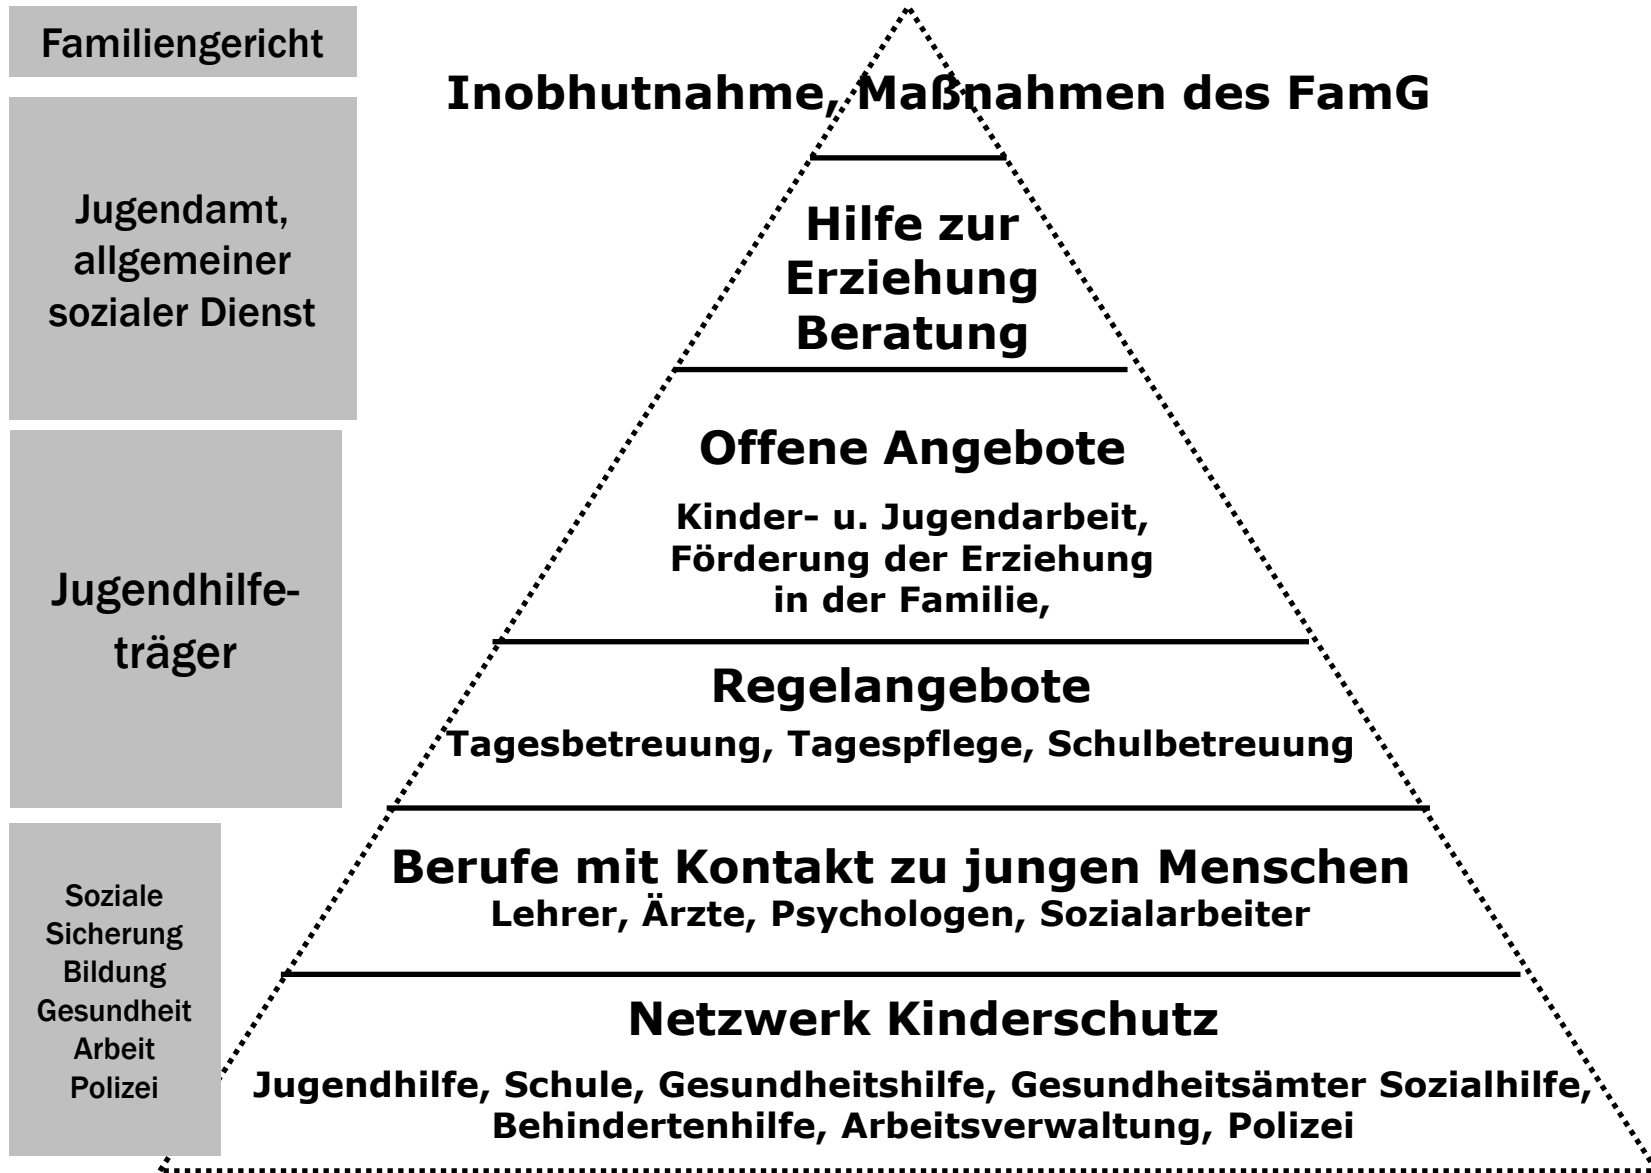 Familiengericht
Jugendamt,
allgemeiner
sozialer Dienst
Jugendhilfe-
träger
Soziale
Sicherung
Bildung
Gesundheit
Arbeit
Polizei
Inobhutnahme, Maßnahmen des FamG
Hilfe zur
Erziehung
Beratung
Offene Angebote
Kinder- u. Jugendarbeit,
Förderung der Erziehung
in der Familie,
Regelangebote
Tagesbetreuung, Tagespflege, Schulbetreuung
Berufe mit Kontakt zu jungen Menschen
Lehrer, Ärzte, Psychologen, Sozialarbeiter
Netzwerk Kinderschutz
Jugendhilfe, Schule, Gesundheitshilfe, Gesundheitsämter Sozialhilfe,
Behindertenhilfe, Arbeitsverwaltung, Polizei